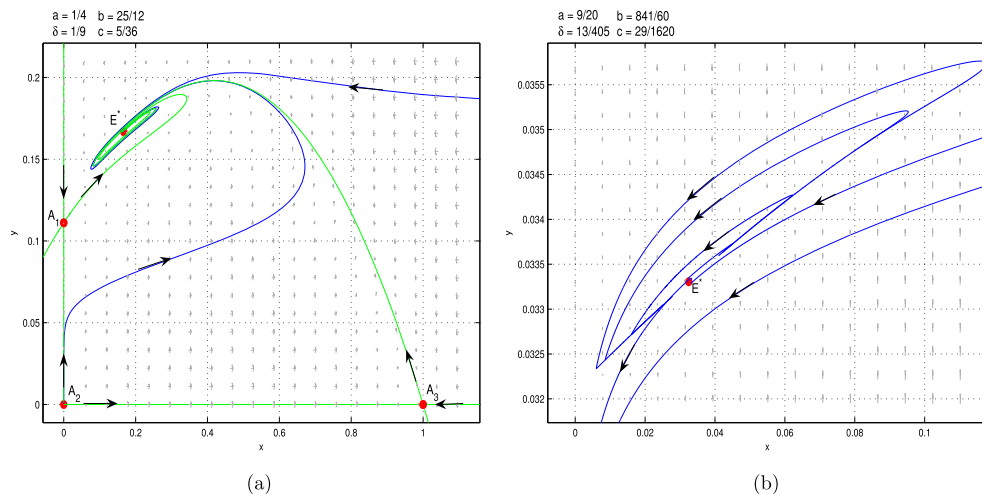 a = 1/4 b = 25/12
δ = 1/9 c = 5/36
0.2
0.15
0.1
0.05
0
y
E*
A1
A2
A3
0 0.2 0.4 0.6 0.8 1
x
(a)
a = 9/20 b = 841/60
δ = 13/405 c = 29/1620
0.0355
0.035
0.0345
0.034
0.0335
0.033
0.0325
0.032
y
E*
0 0.02 0.04 0.06 0.08 0.1
x
(b)